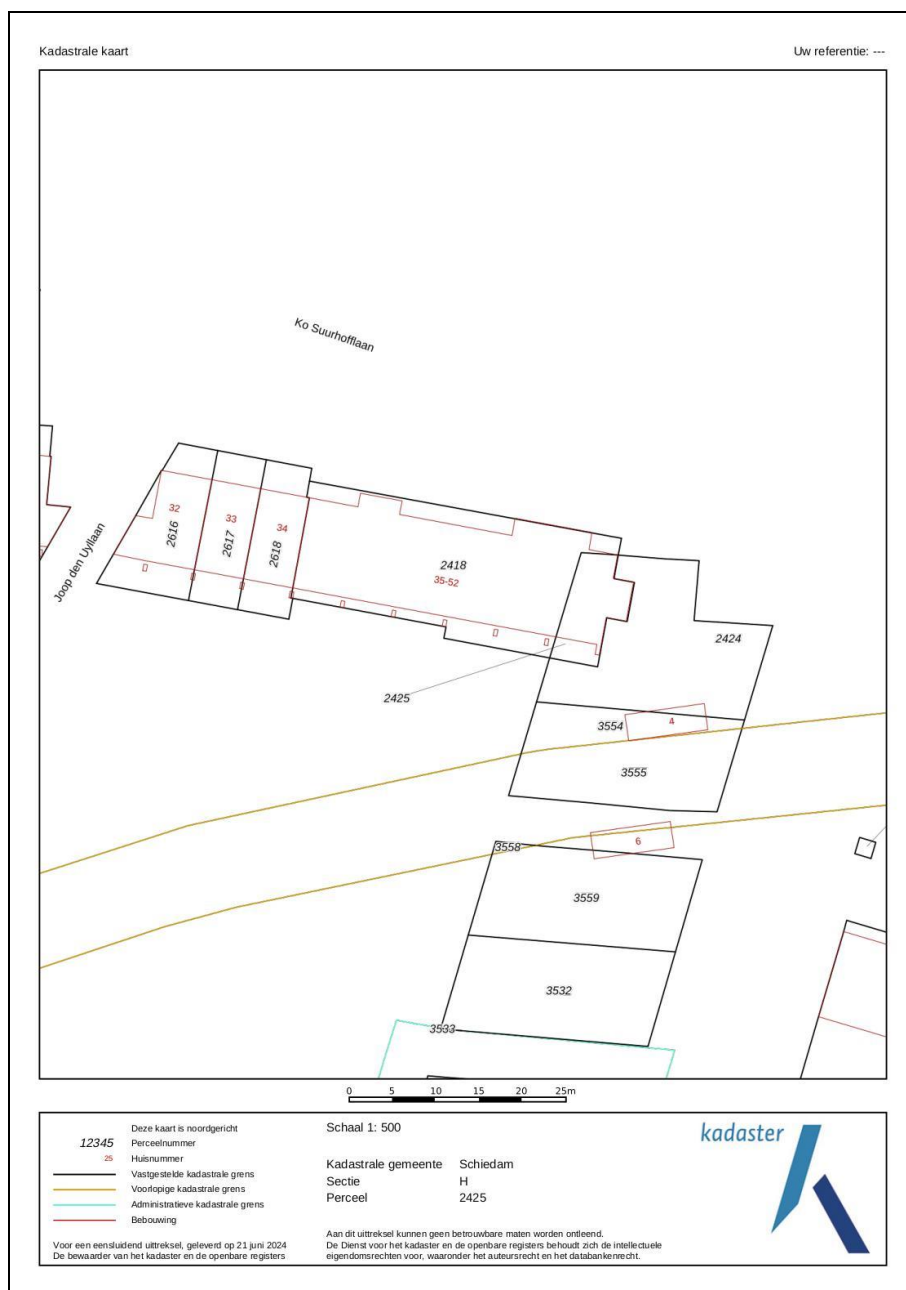 Kadastrale kaart
Uw referentie: ---
Ko Suurhofflaan
Joop den Uyllaan
32
2616
33
2617
34
2618
2418
35-52
2424
2425
3554
4
3555
3558
6
3559
3532
3533
0 5 10 15 20 25m
Deze kaart is noordgericht
12345 Perceelnummer
25 Huisnummer
Vastgestelde kadastrale grens
Voorlopige kadastrale grens
Administratieve kadastrale grens
Bebouwing
Voor een eensluidend uittreksel, geleverd op 21 juni 2024
De bewaarder van het kadaster en de openbare registers
Schaal 1: 500
Kadastrale gemeente Schiedam
Sectie H
Perceel 2425
Aan dit uittreksel kunnen geen betrouwbare maten worden ontleend.
De Dienst voor het kadaster en de openbare registers behoudt zich de intellectuele
eigendomsrechten voor, waaronder het auteursrecht en het databankenrecht.
kadaster